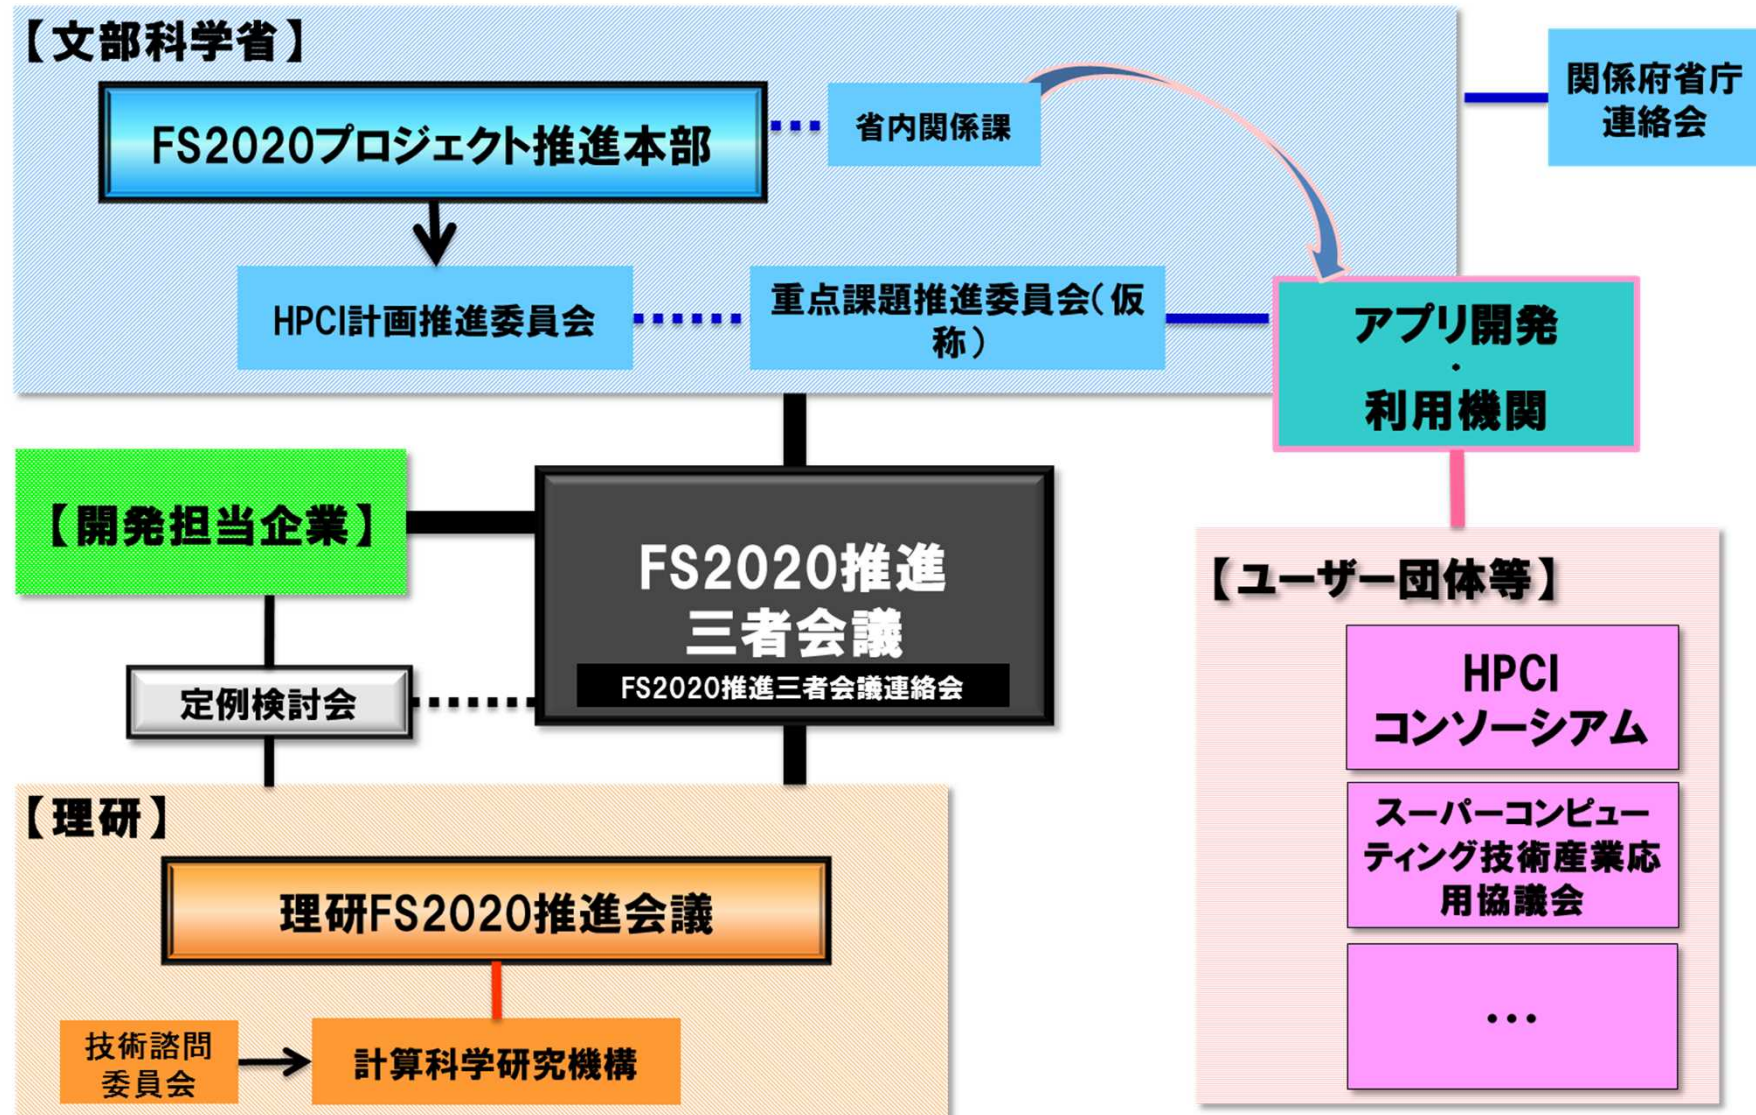 【文部科学省】
FS2020プロジェクト推進本部
省内関係課
関係府省庁
連絡会
HPCI計画推進委員会
重点課題推進委員会（仮
称）
アプリ開発
・
利用機関
【開発担当企業】
FS2020推進
三者会議
FS2020推進三者会議連絡会
定例検討会
【ユーザー団体等】
HPCI
コンソーシアム
スーパーコンピュー
ティング技術産業応
用協議会
…
【理研】
理研FS2020推進会議
技術諮問
委員会
計算科学研究機構